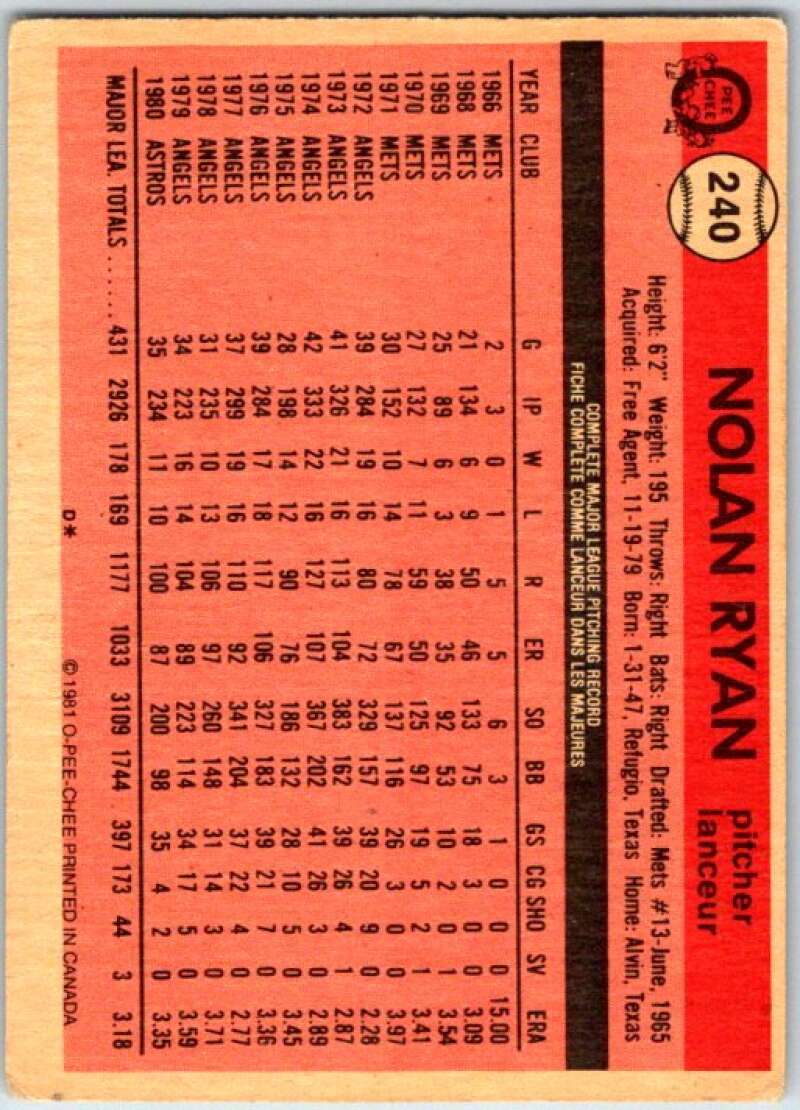 O PEE CHEE
240
NOLAN RYAN pitcher
lanceur
Height: 6'2" Weight: 195 Throws: Right Bats: Right Drafted: Mets #13-June, 1965
Acquired: Free Agent, 11-19-79 Born: 1-31-47, Refugio, Texas Home: Alvin, Texas
COMPLETE MAJOR LEAGUE PITCHING RECORD
FICHE COMPLETE COMME LANCEUR DANS LES MAJEURES
YEAR CLUB G IP W L R ER SO BB GS CG SHO SV ERA
1966 METS 2 3 0 1 5 5 6 3 1 0 0 0 15.00
1968 METS 21 134 6 9 50 46 133 75 18 3 0 0 3.09
1969 METS 25 89 6 3 38 35 92 53 10 2 0 1 3.54
1970 METS 27 132 7 11 59 50 125 97 19 5 2 1 3.41
1971 METS 30 152 10 14 78 67 137 116 26 3 0 0 3.97
1972 ANGELS 39 284 19 16 80 72 329 157 39 20 9 0 2.28
1973 ANGELS 41 326 21 16 113 104 383 162 39 26 4 1 2.87
1974 ANGELS 42 333 22 16 127 107 367 202 41 26 3 0 2.89
1975 ANGELS 28 198 14 12 90 76 186 132 28 10 5 0 3.45
1976 ANGELS 39 284 17 18 117 106 327 183 39 21 7 0 3.36
1977 ANGELS 37 299 19 16 110 92 341 204 37 22 4 0 2.77
1978 ANGELS 31 235 10 13 106 97 260 148 31 14 3 0 3.71
1979 ANGELS 34 223 16 14 104 89 223 114 34 17 5 0 3.59
1980 ASTROS 35 234 11 10 100 87 200 98 35 4 2 0 3.35
MAJOR LEA. TOTALS ...... 431 2926 178 169 1177 1033 3109 1744 397 173 44 3 3.18
D* © 1981 O-PEE-CHEE PRINTED IN CANADA